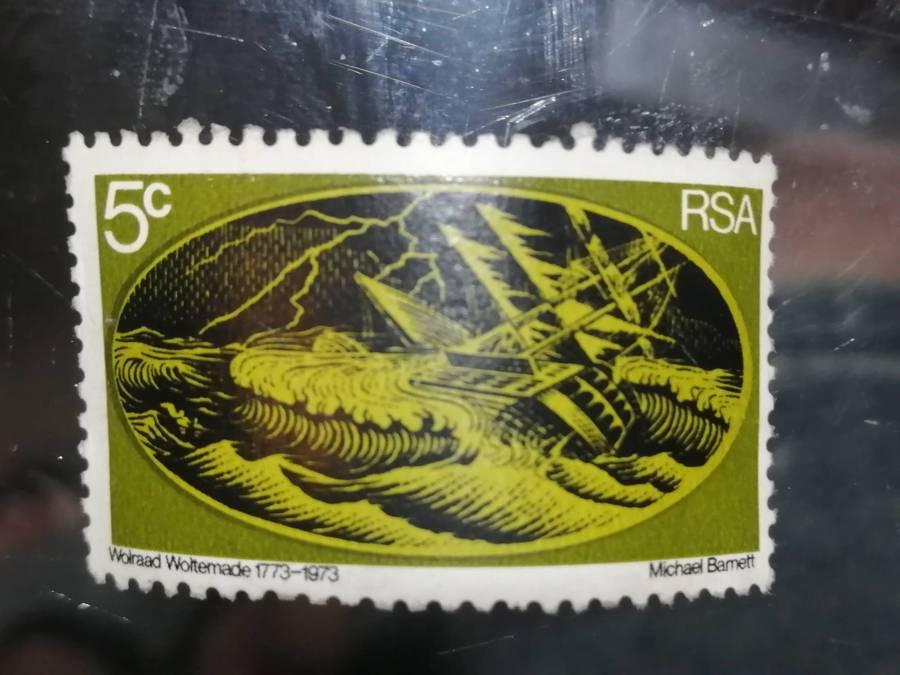 5c
RSA
Wolraad Woltemade 1773–1973
Michael Barnett